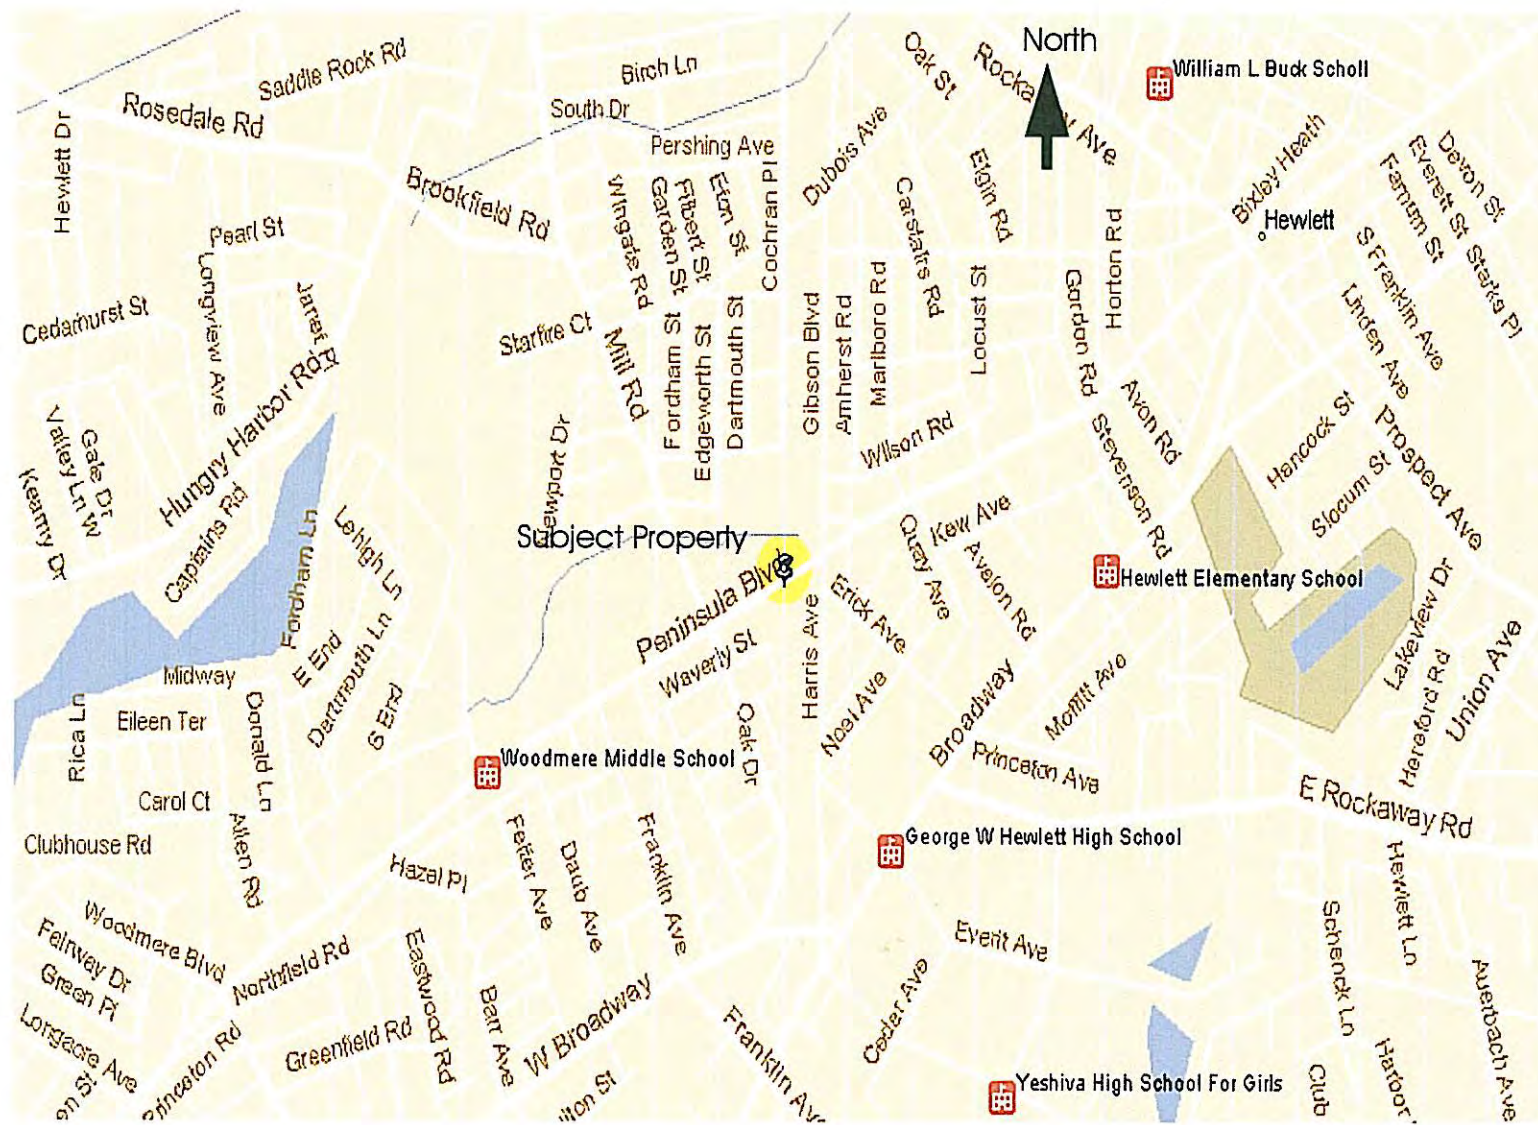 Saddle Rock Rd
Rosedale Rd
Hewlett Dr
Birch Ln
South Dr
Pershing Ave
Oak St
Rockaway Ave
North
William L Buck Scholl
Dubois Ave
Brookfield Rd
Wingate Rd
Garden St
Filbert St
Eton St
Cochran Pl
Carstairs Rd
Elgin Rd
Horton Rd
Bixley Heath
Hewlett
Devon St
Everett St
Farnum St
Starks Pl
S Franklin Ave
Linden Ave
Pearl St
Longview Ave
Jarret Pl
Cedarhurst St
Hungry Harbor Rd
Starfire Ct
Mill Rd
Fordham St
Edgeworth St
Dartmouth St
Gibson Blvd
Amherst Rd
Marlboro Rd
Locust St
Gordon Rd
Avon Rd
Stevenson Rd
Wilson Rd
Hancock St
Slocum St
Prospect Ave
Gale Dr
Valley Ln W
Kearny Dr
Captains Rd
Fordham Ln
Lehigh Ln
ewport Dr
Subject Property
Peninsula Blvd
Waverly St
Harris Ave
Erick Ave
Quay Ave
Kew Ave
Avalon Rd
Hewlett Elementary School
Lakeview Dr
Hereford Rd
Union Ave
Midway
E End
Dartmouth Ln
S End
Eileen Ter
Rica Ln
Donald Ln
Carol Ct
Allen Rd
Clubhouse Rd
Woodmere Middle School
Oak Dr
Broadway
Moffitt Ave
Princeton Ave
E Rockaway Rd
George W Hewlett High School
Hazel Pl
Felter Ave
Daub Ave
Franklin Ave
Woodmere Blvd
Fairway Dr
Green Pl
Longacre Ave
en St
Princeton Rd
Northfield Rd
Greenfield Rd
Eastwood Rd
Barr Ave
W Broadway
lton St
Franklin Av
Cedar Ave
Everit Ave
Hewlett Ln
Schenck Ln
Auerbach Ave
Harbor
Club
Yeshiva High School For Girls